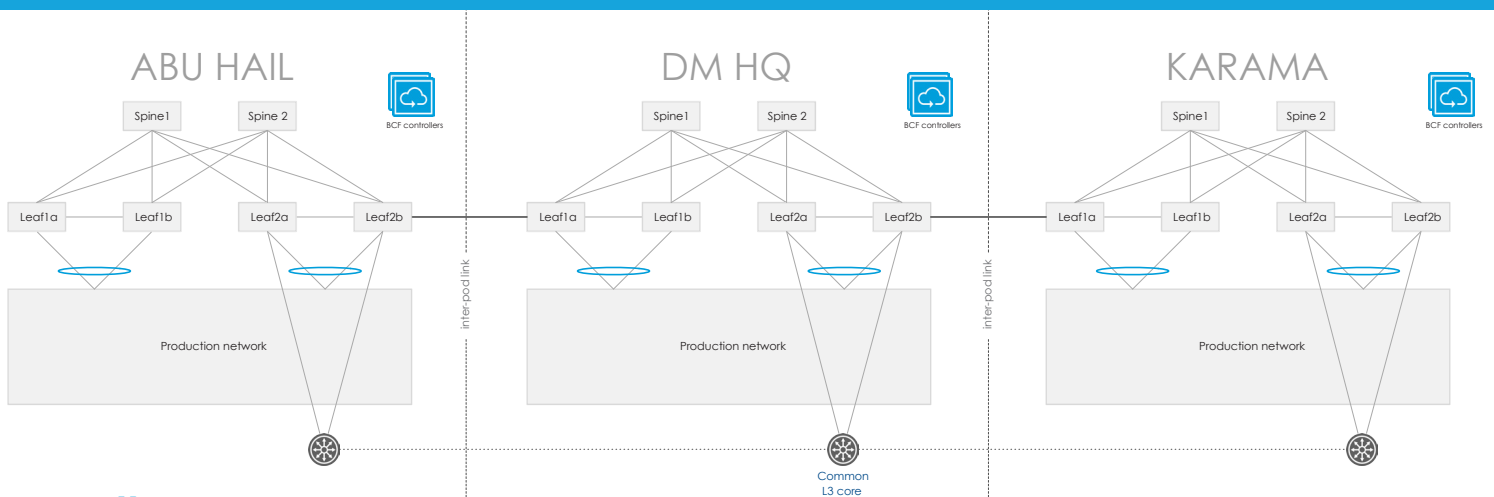 ABU HAIL
DM HQ
KARAMA
BCF controllers
BCF controllers
BCF controllers
Spine1
Spine 2
Spine1
Spine 2
Spine1
Spine 2
Leaf1a
Leaf1b
Leaf2a
Leaf2b
Leaf1a
Leaf1b
Leaf2a
Leaf2b
Leaf1a
Leaf1b
Leaf2a
Leaf2b
inter-pod link
inter-pod link
Production network
Production network
Production network
Common
L3 core